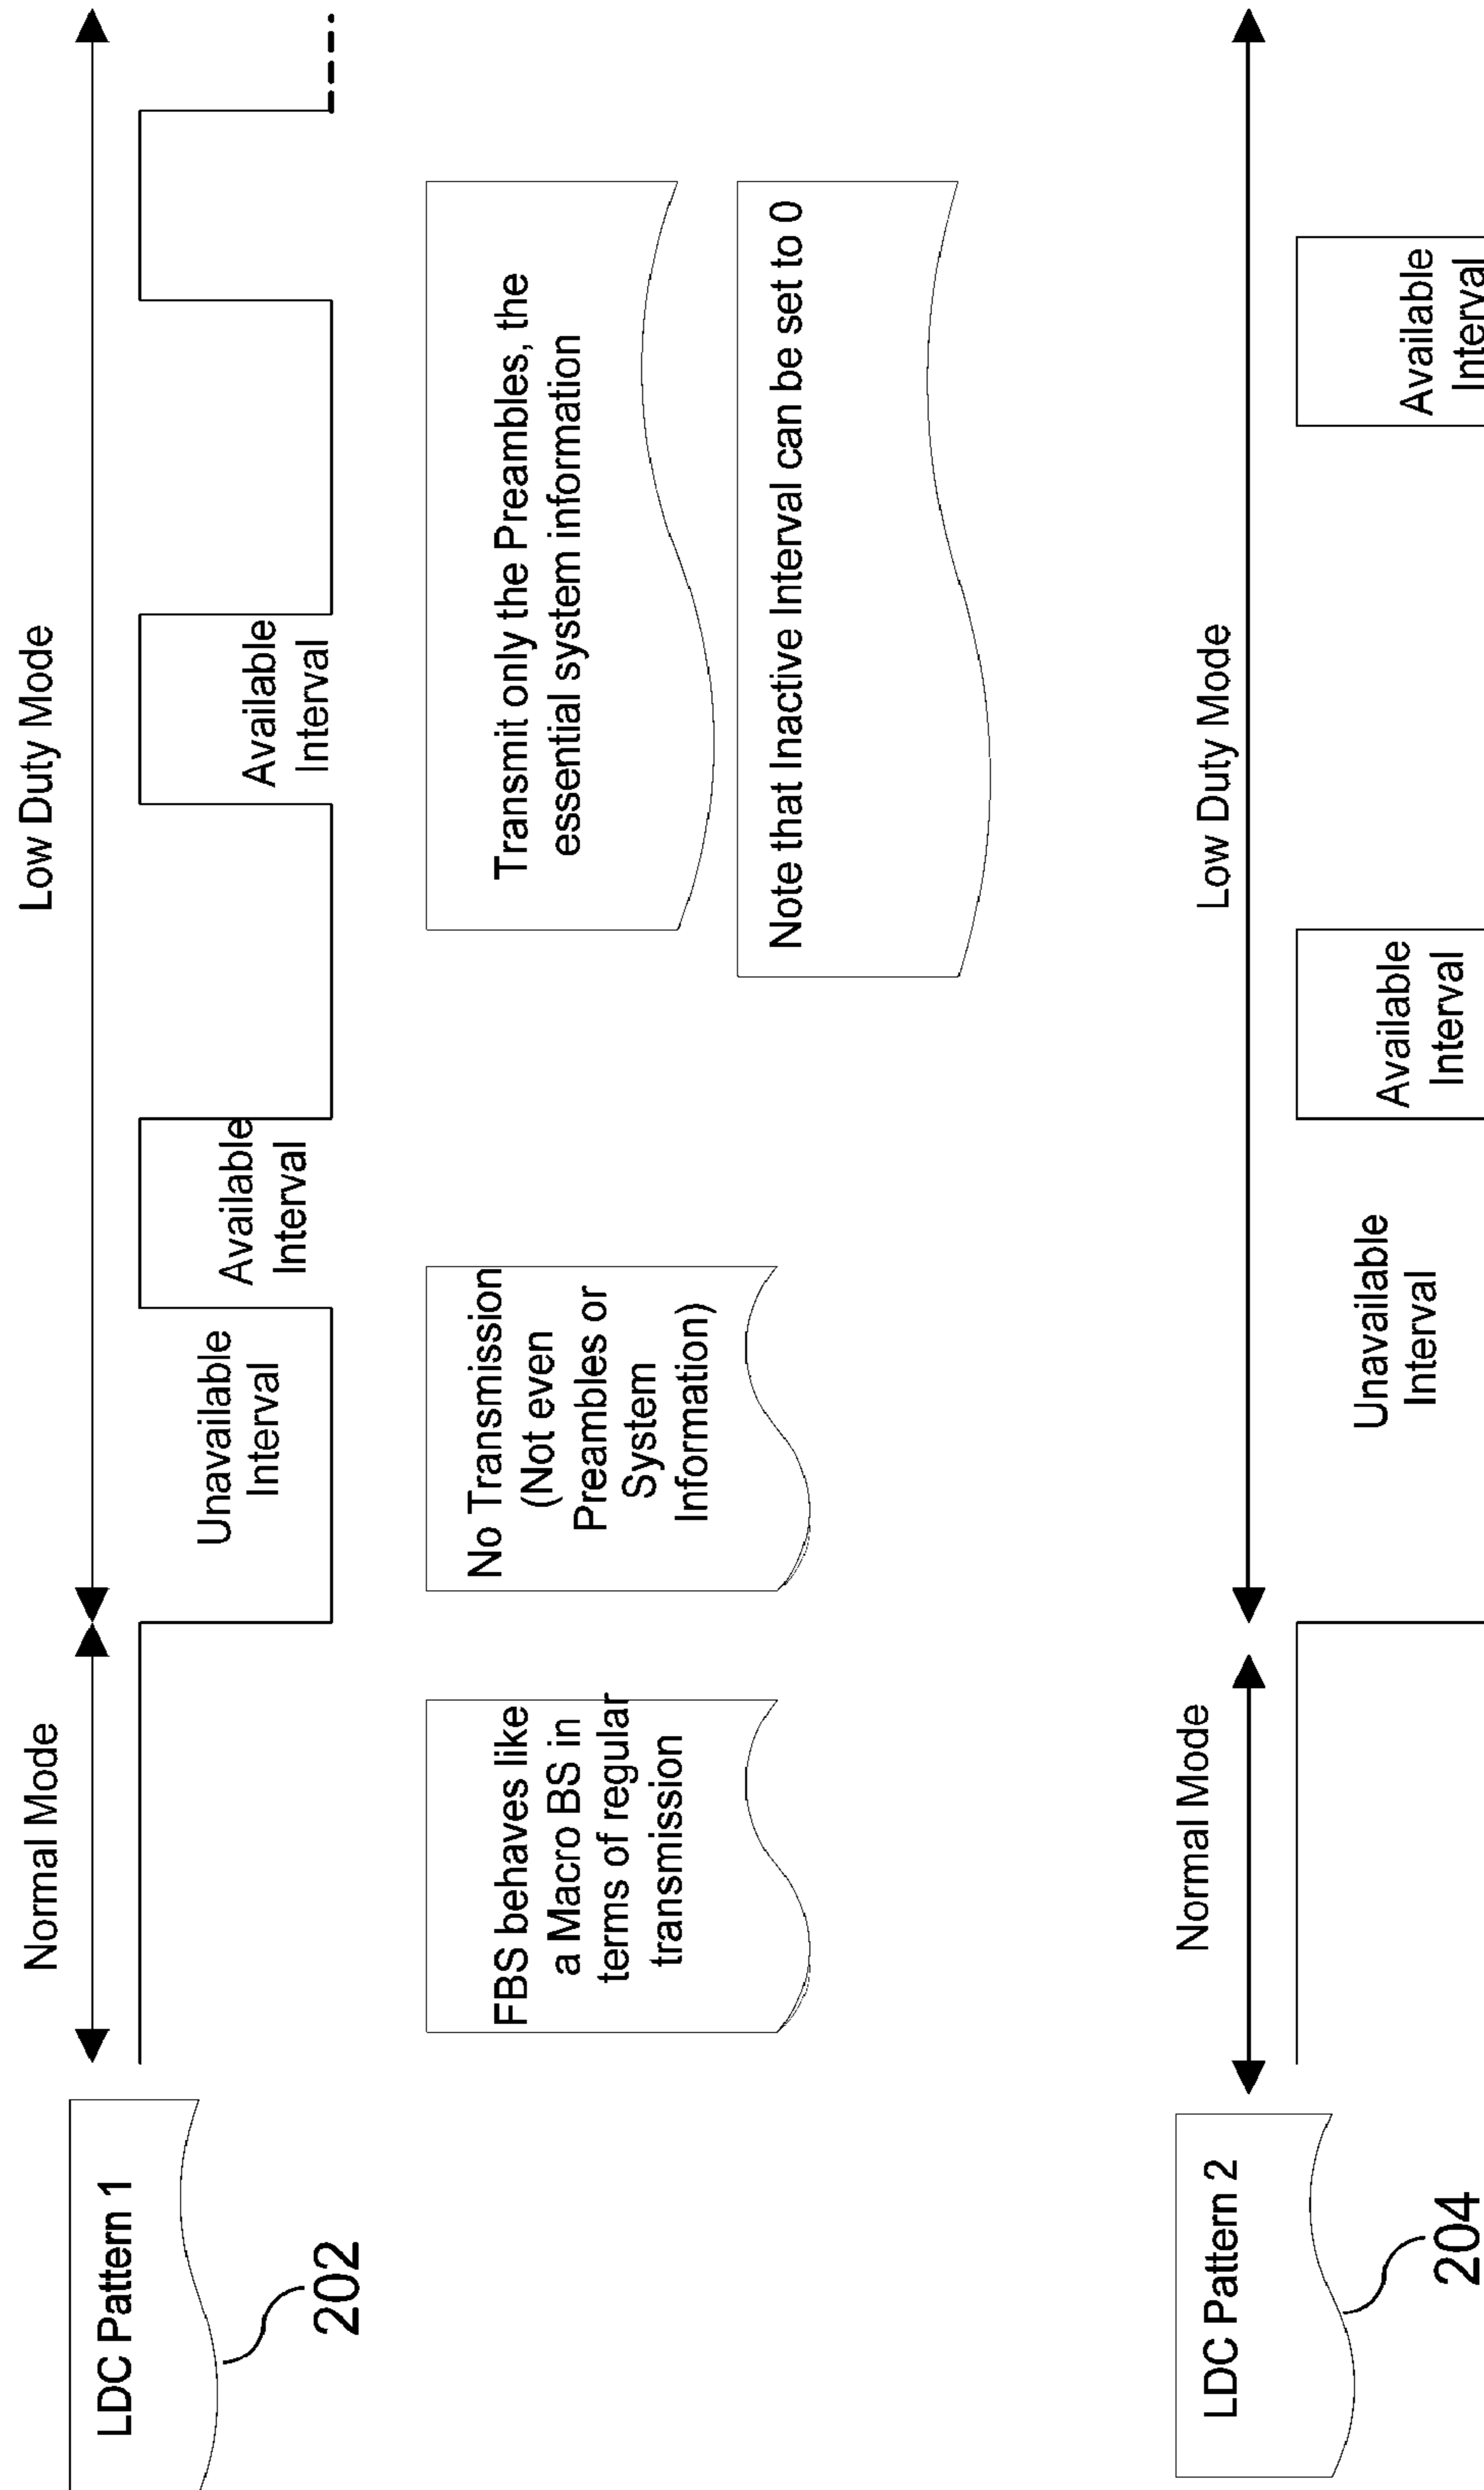 LDC Pattern 1
202
Normal Mode
Low Duty Mode
Unavailable
Interval
Available
Interval
Available
Interval
FBS behaves like
a Macro BS in
terms of regular
transmission
No Transmission
(Not even
Preambles or
System
Information)
Transmit only the Preambles, the
essential system information
Note that Inactive Interval can be set to 0
LDC Pattern 2
204
Normal Mode
Low Duty Mode
Unavailable
Interval
Available
Interval
Available
Interval